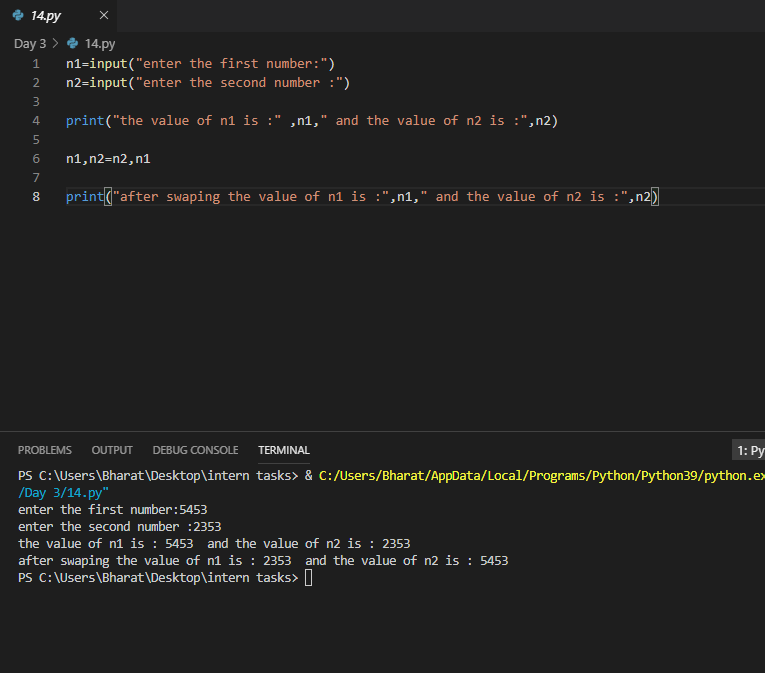 14.py
Day 3 > 14.py
1 n1=input("enter the first number:")
2 n2=input("enter the second number :")
3
4 print("the value of n1 is :" ,n1," and the value of n2 is :",n2)
5
6 n1,n2=n2,n1
7
8 print("after swaping the value of n1 is :",n1," and the value of n2 is :",n2)
PROBLEMS OUTPUT DEBUG CONSOLE TERMINAL 1: Py
PS C:\Users\Bharat\Desktop\intern tasks> & C:/Users/Bharat/AppData/Local/Programs/Python/Python39/python.ex
/Day 3/14.py"
enter the first number:5453
enter the second number :2353
the value of n1 is : 5453  and the value of n2 is : 2353
after swaping the value of n1 is : 2353  and the value of n2 is : 5453
PS C:\Users\Bharat\Desktop\intern tasks>